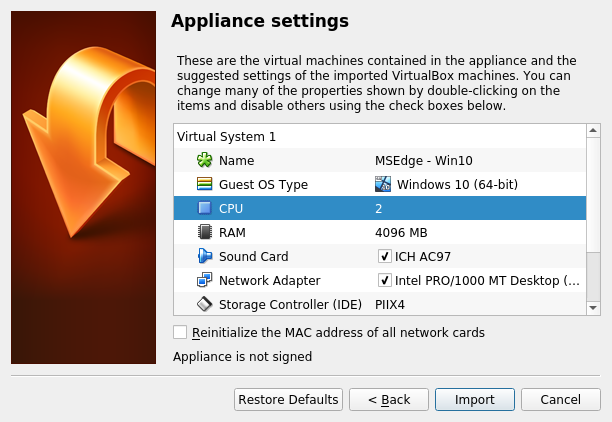 Appliance settings
These are the virtual machines contained in the appliance and the
suggested settings of the imported VirtualBox machines. You can
change many of the properties shown by double-clicking on the
items and disable others using the check boxes below.
Virtual System 1
Name MSEdge - Win10
Guest OS Type Windows 10 (64-bit)
CPU 2
RAM 4096 MB
Sound Card ICH AC97
Network Adapter Intel PRO/1000 MT Desktop (...
Storage Controller (IDE) PIIX4
Reinitialize the MAC address of all network cards
Appliance is not signed
Restore Defaults < Back Import Cancel